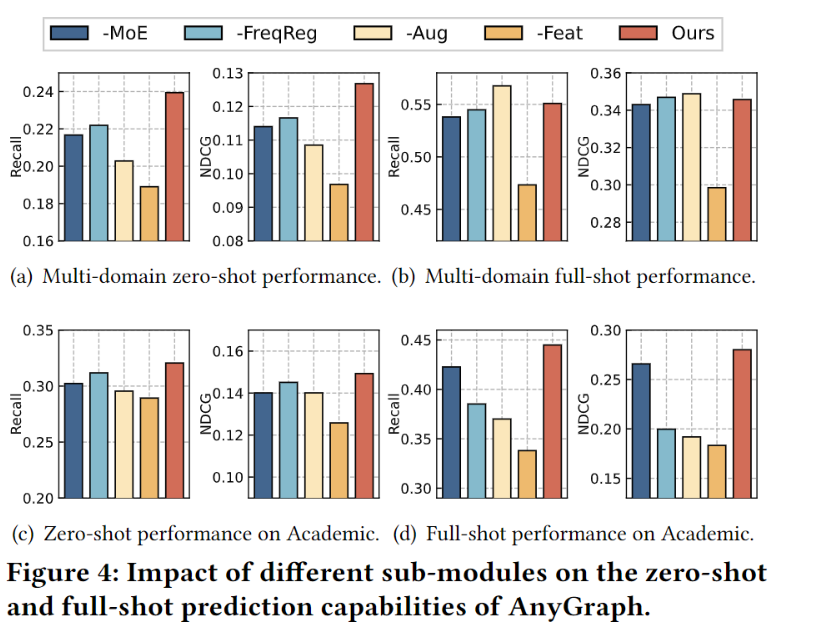 -MoE -FreqReg -Aug -Feat Ours
0.24
0.22
0.20
0.18
0.16
Recall
0.13
0.12
0.11
0.10
0.09
0.08
NDCG
0.55
0.50
0.45
Recall
0.36
0.34
0.32
0.30
0.28
NDCG
(a) Multi-domain zero-shot performance. (b) Multi-domain full-shot performance.
0.35
0.30
0.25
0.20
Recall
0.16
0.14
0.12
0.10
NDCG
0.45
0.40
0.35
0.30
Recall
0.30
0.25
0.20
0.15
NDCG
(c) Zero-shot performance on Academic. (d) Full-shot performance on Academic.
Figure 4: Impact of different sub-modules on the zero-shot
and full-shot prediction capabilities of AnyGraph.